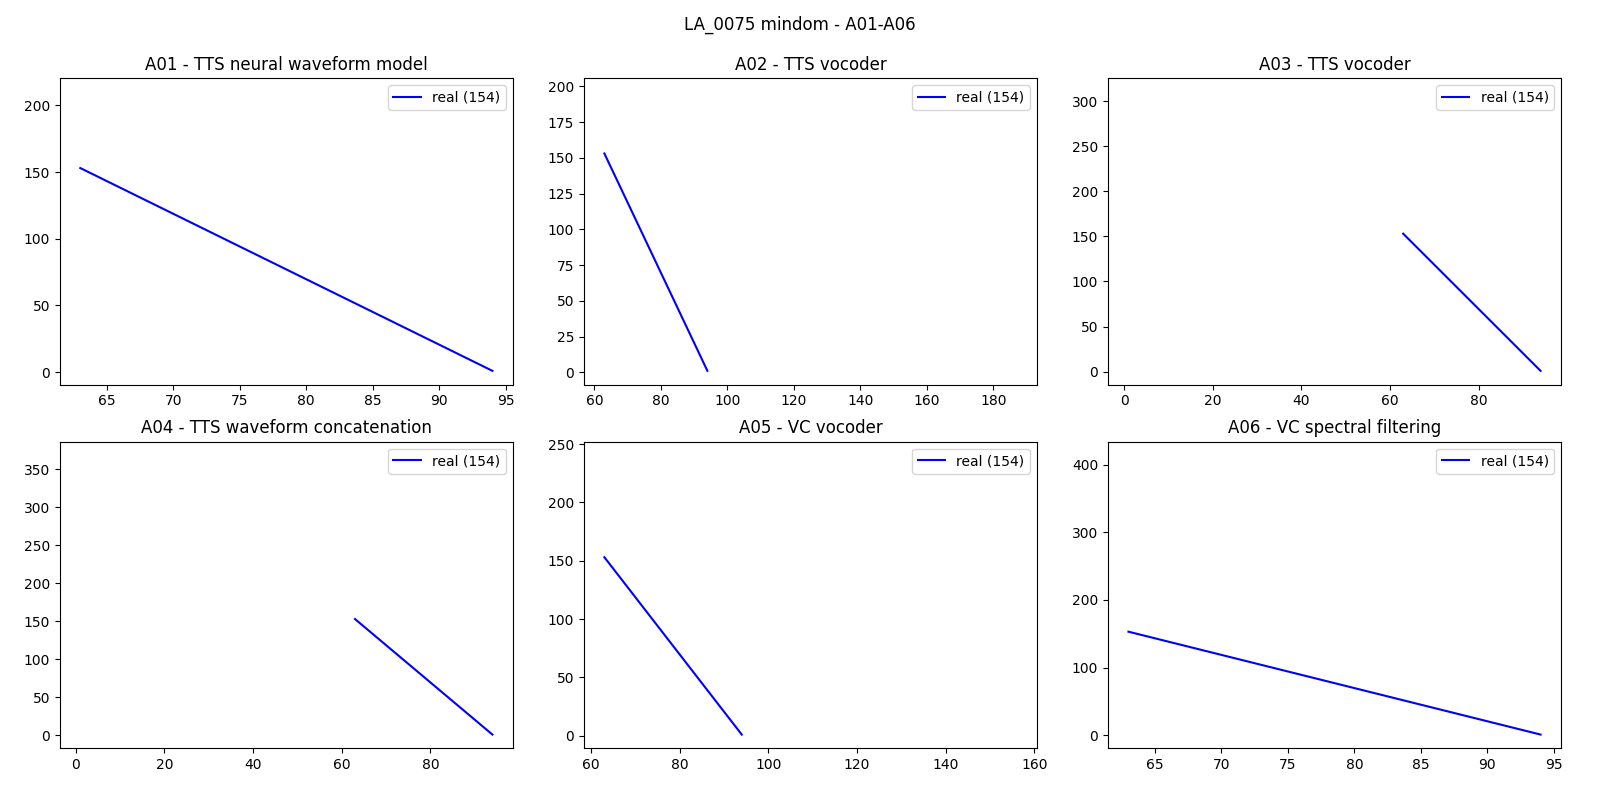 LA_0075 mindom - A01-A06
A01 - TTS neural waveform model
real (154)
200
150
100
50
0
65 70 75 80 85 90 95
A02 - TTS vocoder
real (154)
200
175
150
125
100
75
50
25
0
60 80 100 120 140 160 180
A03 - TTS vocoder
real (154)
300
250
200
150
100
50
0
0 20 40 60 80
A04 - TTS waveform concatenation
real (154)
350
300
250
200
150
100
50
0
0 20 40 60 80
A05 - VC vocoder
real (154)
250
200
150
100
50
0
60 80 100 120 140 160
A06 - VC spectral filtering
real (154)
400
300
200
100
0
65 70 75 80 85 90 95